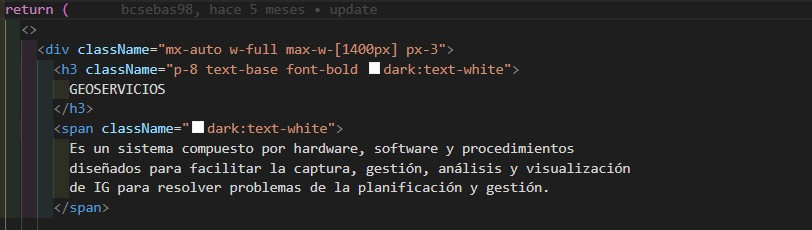 return (        bcsebas98, hace 5 meses • update
<>
<div className="mx-auto w-full max-w-[1400px] px-3">
<h3 className="p-8 text-base font-bold dark:text-white">
GEOSERVICIOS
</h3>
<span className="dark:text-white">
Es un sistema compuesto por hardware, software y procedimientos
diseñados para facilitar la captura, gestión, análisis y visualización
de IG para resolver problemas de la planificación y gestión.
</span>